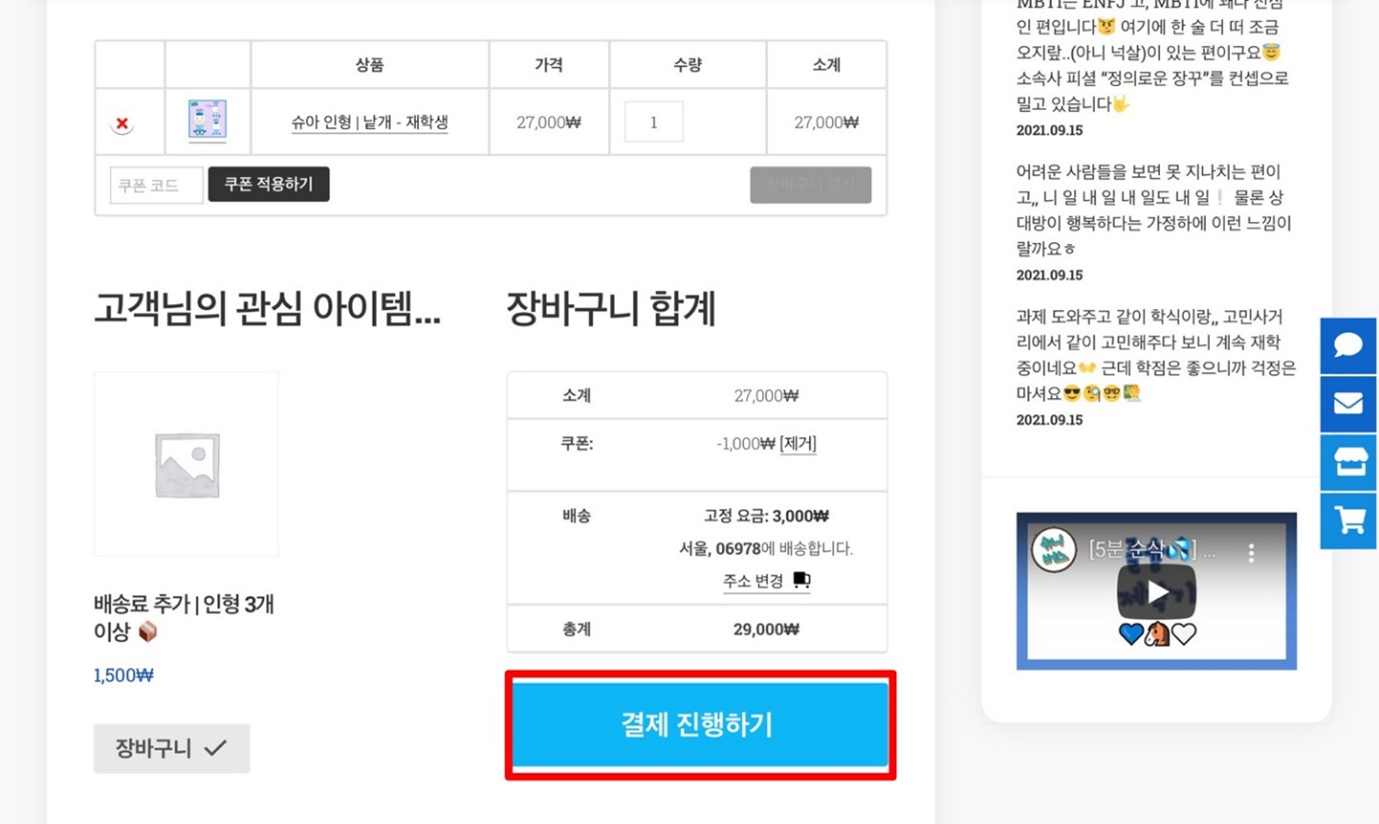 상품 가격 수량 소계
슈아 인형 | 낱개 - 재학생 27,000₩ 1 27,000₩
쿠폰 코드 쿠폰 적용하기 장바구니 갱신
고객님의 관심 아이템...
배송료 추가 | 인형 3개
이상 📦
1,500₩
장바구니 ✓
장바구니 합계
소계 27,000₩
쿠폰: -1,000₩ [제거]
배송 고정 요금: 3,000₩
서울, 06978에 배송합니다.
주소 변경
총계 29,000₩
결제 진행하기
MBTI는 ENFJ 고, MBTI에 꽤나 진심
인 편입니다😼 여기에 한 술 더 떠 조금
오지랖..(아니 넉살)이 있는 편이구요😇
소속사 피셜 “정의로운 장꾸”를 컨셉으로
밀고 있습니다🤟
2021.09.15
어려운 사람들을 보면 못 지나치는 편이
고,, 니 일 내 일 내 일도 내 일❕ 물론 상
대방이 행복하다는 가정하에 이런 느낌이
랄까요ㅎ
2021.09.15
과제 도와주고 같이 학식이랑,, 고민사거
리에서 같이 고민해주다 보니 계속 재학
중이네요👐 근데 학점은 좋으니까 걱정은
마셔요😎🧐🤓🧑‍🏫
2021.09.15
[5분 순삭💦] ...
💙🐴🤍